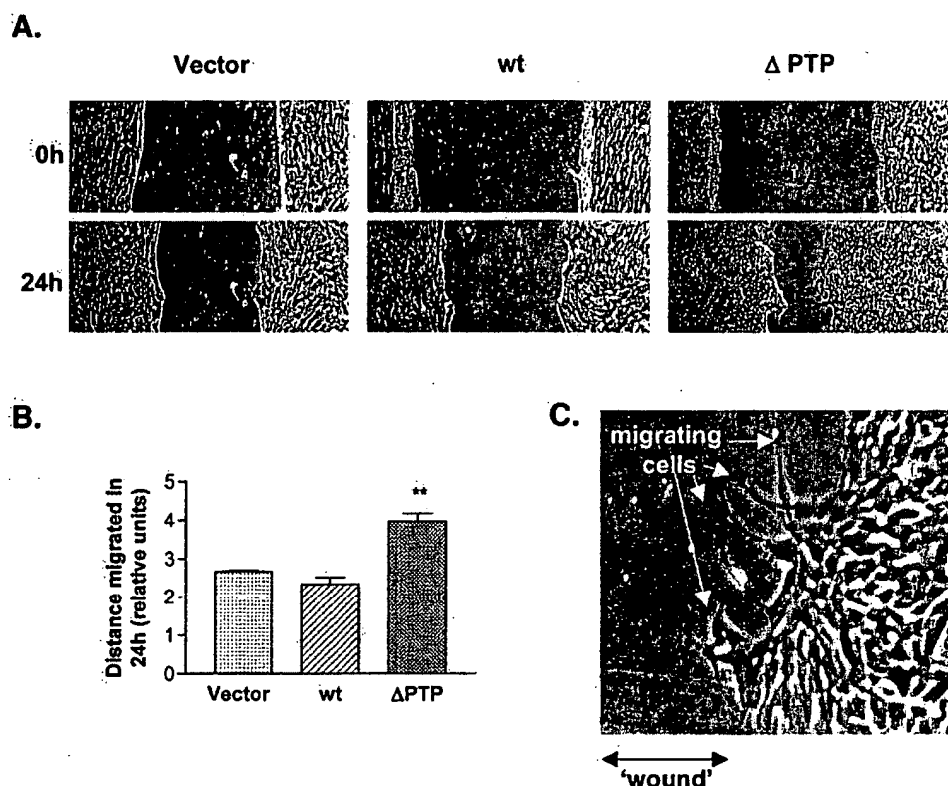 A.
Vector wt Δ PTP
0h
24h
B.
Distance migrated in
24h (relative units)
5
4
3
2
1
0
**
Vector wt ΔPTP
C.
migrating
cells
'wound'